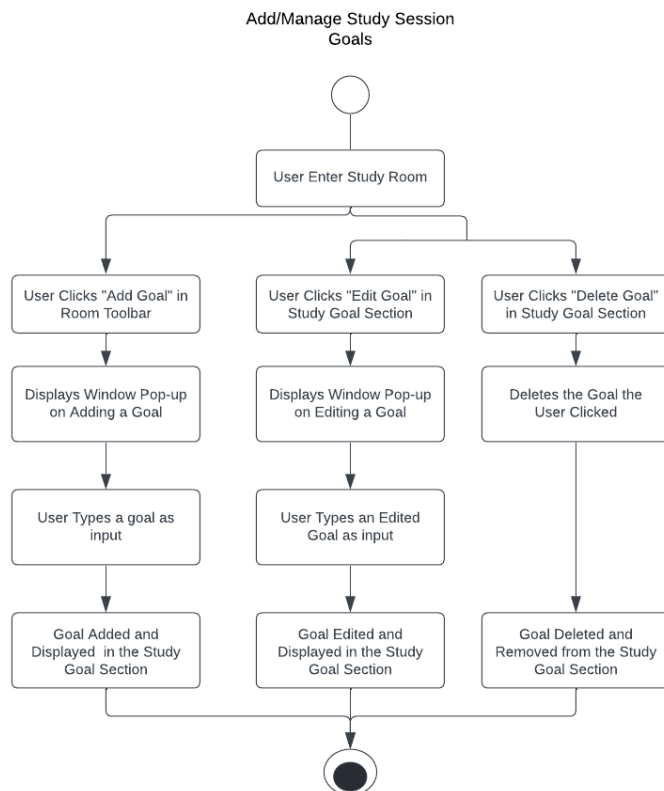 Add/Manage Study Session
Goals
User Enter Study Room
User Clicks "Add Goal" in
Room Toolbar
User Clicks "Edit Goal" in
Study Goal Section
User Clicks "Delete Goal"
in Study Goal Section
Displays Window Pop-up
on Adding a Goal
Displays Window Pop-up
on Editing a Goal
Deletes the Goal the
User Clicked
User Types a goal as
input
User Types an Edited
Goal as input
Goal Added and
Displayed in the Study
Goal Section
Goal Edited and
Displayed in the Study
Goal Section
Goal Deleted and
Removed from the Study
Goal Section